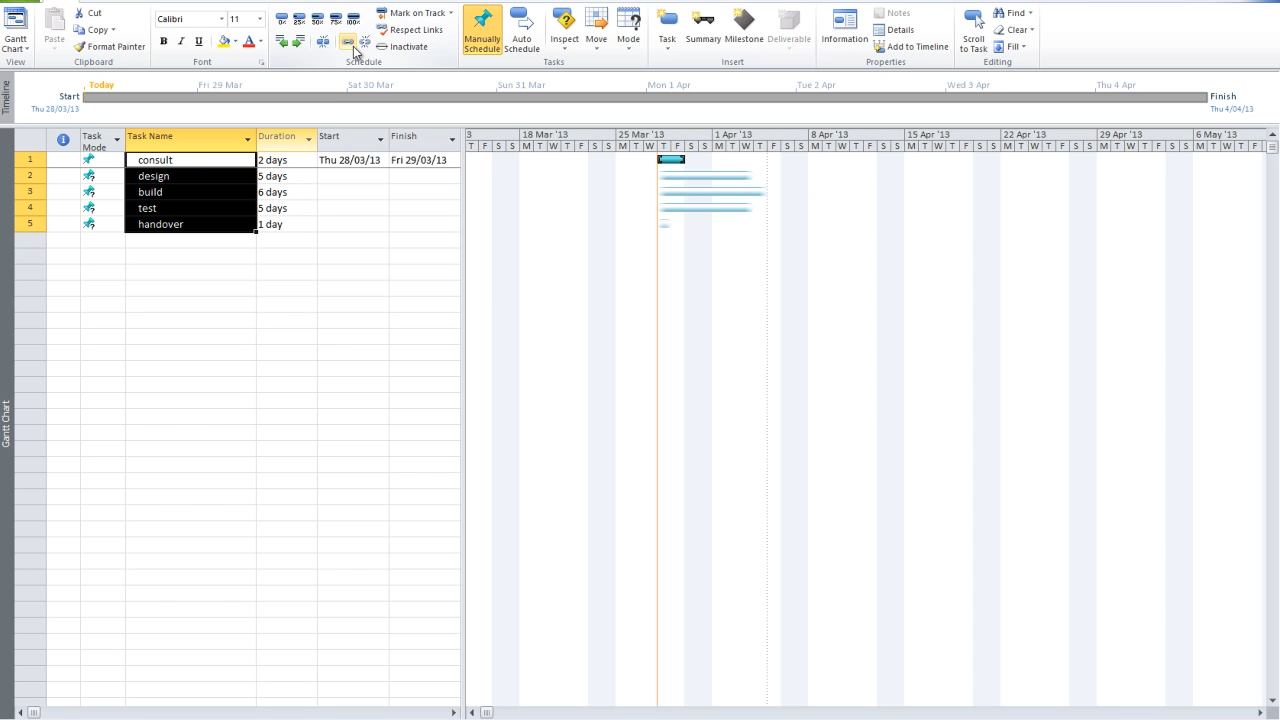 Gantt Chart
View
Paste
Cut
Copy
Format Painter
Clipboard
Calibri 11
B I U A
Font
0% 25% 50% 75% 100%
Mark on Track
Respect Links
Inactivate
Schedule
Manually Schedule
Auto Schedule
Inspect
Move
Mode
Tasks
Task
Summary
Milestone
Deliverable
Insert
Information
Notes
Details
Add to Timeline
Properties
Scroll to Task
Find
Clear
Fill
Editing
Timeline
Today Fri 29 Mar Sat 30 Mar Sun 31 Mar Mon 1 Apr Tue 2 Apr Wed 3 Apr Thu 4 Apr
Start Finish
Thu 28/03/13 Thu 4/04/13
Task Mode Task Name Duration Start Finish
3 18 Mar '13 25 Mar '13 1 Apr '13 8 Apr '13 15 Apr '13 22 Apr '13 29 Apr '13 6 May '13
T F S S M T W T F S S M T W T F S S M T W T F S S M T W T F S S M T W T F S S M T W T F S S M T W T F S S M T W T F
1 consult 2 days Thu 28/03/13 Fri 29/03/13
2 design 5 days
3 build 6 days
4 test 5 days
5 handover 1 day
Gantt Chart